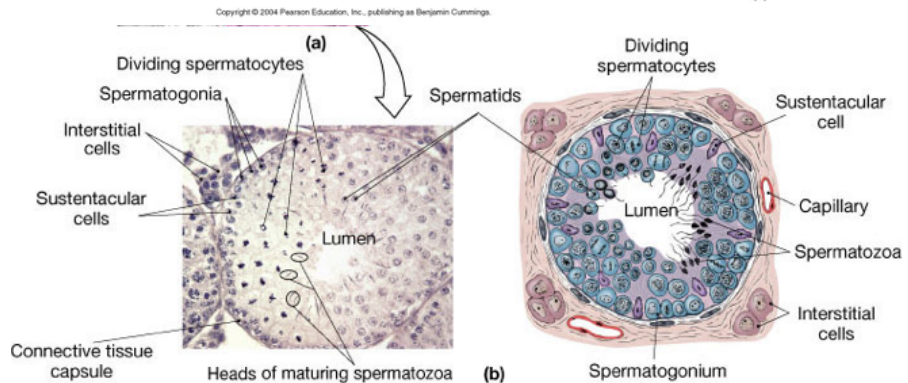 Copyright © 2004 Pearson Education, Inc., publishing as Benjamin Cummings.
(a)
Dividing spermatocytes
Spermatogonia
Interstitial
cells
Sustentacular
cells
Connective tissue
capsule
Lumen
Heads of maturing spermatozoa
Spermatids
(b)
Dividing
spermatocytes
Sustentacular
cell
Lumen
Capillary
Spermatozoa
Interstitial
cells
Spermatogonium